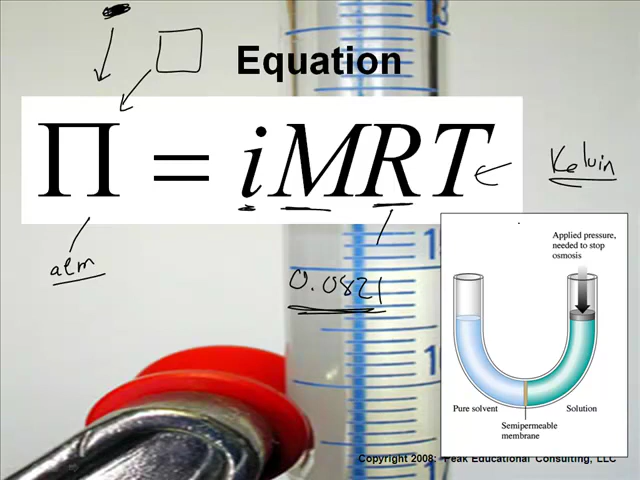 Equation
Π = iMRT
Kelvin
atm
0.0821
Applied pressure,
needed to stop
osmosis
Pure solvent
Solution
Semipermeable
membrane
Copyright 2008: Peak Educational Consulting, LLC